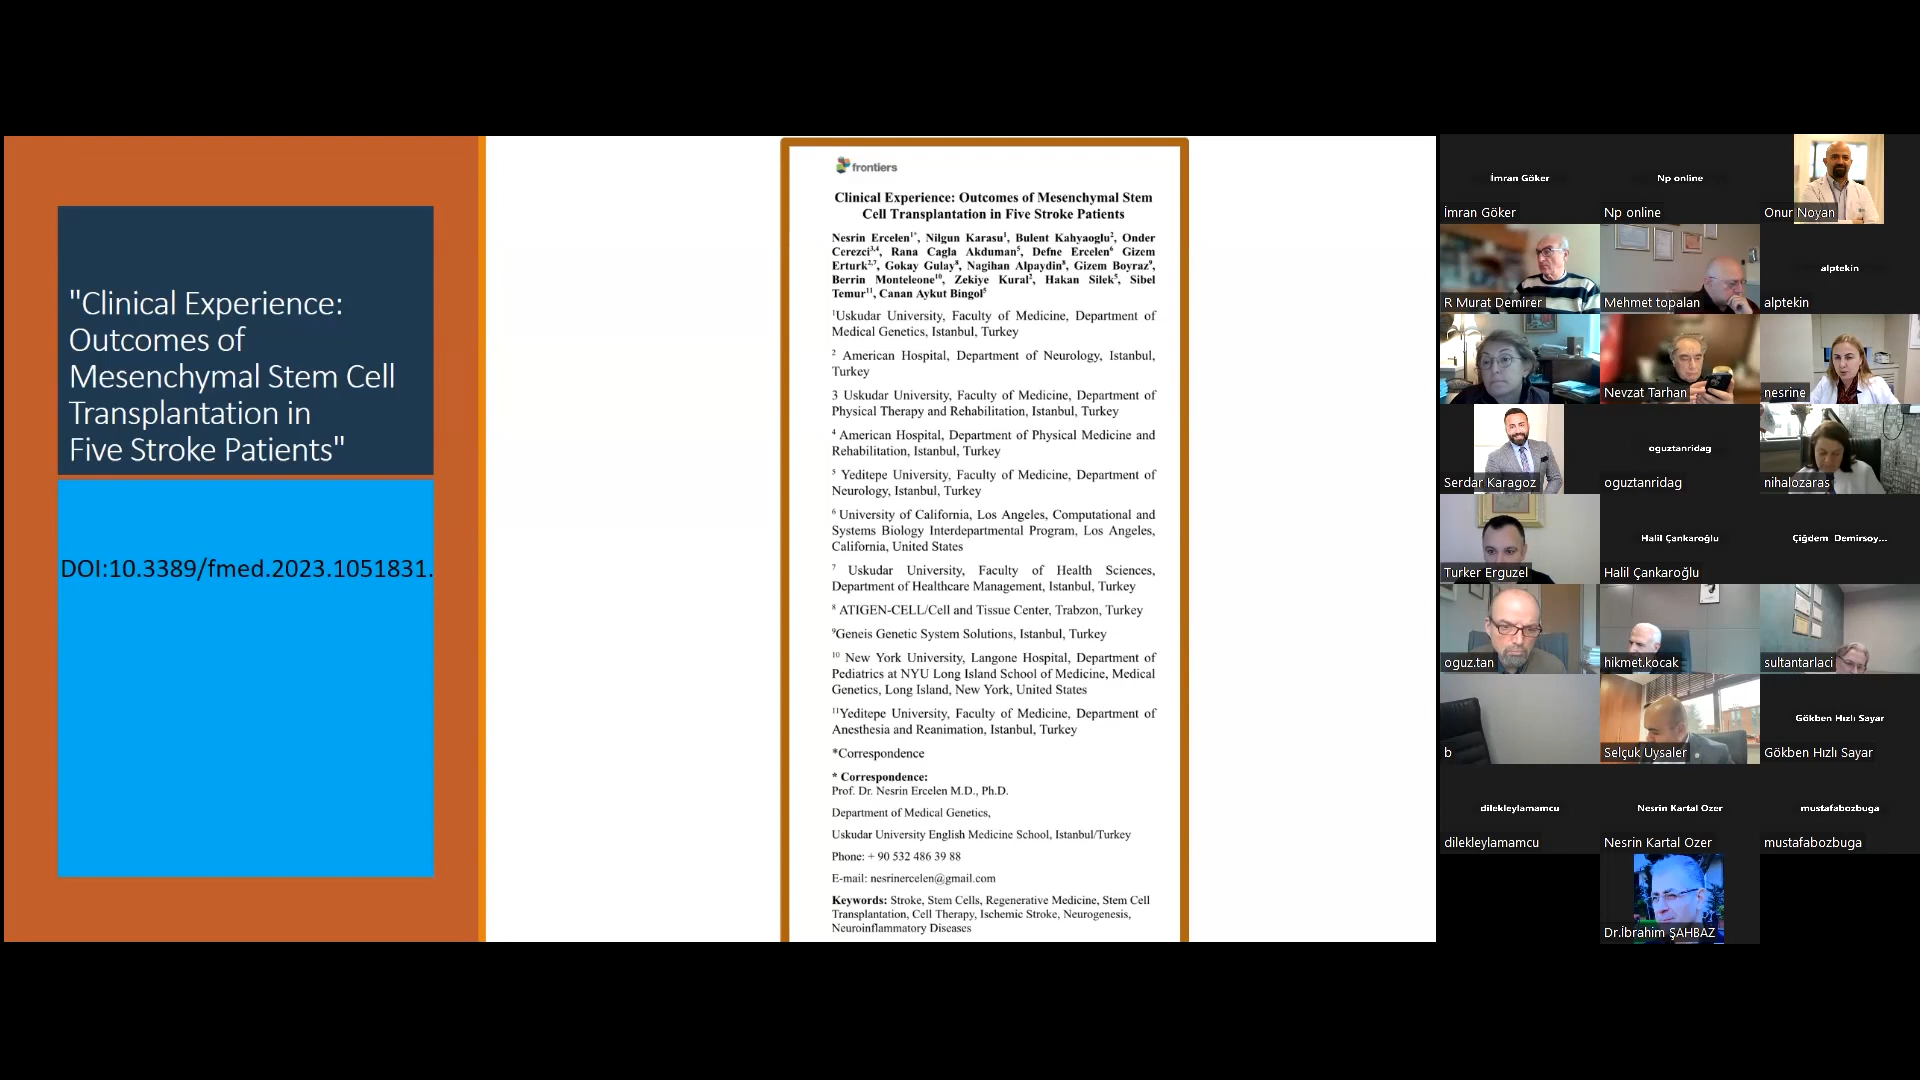 "Clinical Experience:
Outcomes of
Mesenchymal Stem Cell
Transplantation in
Five Stroke Patients"
DOI:10.3389/fmed.2023.1051831.
frontiers
Clinical Experience: Outcomes of Mesenchymal Stem
Cell Transplantation in Five Stroke Patients
Nesrin Ercelen1*, Nilgun Karasu1, Bulent Kahyaoglu2, Onder
Cerezci3,4, Rana Cagla Akduman5, Defne Ercelen6 Gizem
Erturk2,7, Gokay Gulay8, Nagihan Alpaydin8, Gizem Boyraz9,
Berrin Monteleone10, Zekiye Kural2, Hakan Silek5, Sibel
Temur11, Canan Aykut Bingol5
1Uskudar University, Faculty of Medicine, Department of
Medical Genetics, Istanbul, Turkey
2 American Hospital, Department of Neurology, Istanbul,
Turkey
3 Uskudar University, Faculty of Medicine, Department of
Physical Therapy and Rehabilitation, Istanbul, Turkey
4 American Hospital, Department of Physical Medicine and
Rehabilitation, Istanbul, Turkey
5 Yeditepe University, Faculty of Medicine, Department of
Neurology, Istanbul, Turkey
6 University of California, Los Angeles, Computational and
Systems Biology Interdepartmental Program, Los Angeles,
California, United States
7 Uskudar University, Faculty of Health Sciences,
Department of Healthcare Management, Istanbul, Turkey
8 ATIGEN-CELL/Cell and Tissue Center, Trabzon, Turkey
9Geneis Genetic System Solutions, Istanbul, Turkey
10 New York University, Langone Hospital, Department of
Pediatrics at NYU Long Island School of Medicine, Medical
Genetics, Long Island, New York, United States
11Yeditepe University, Faculty of Medicine, Department of
Anesthesia and Reanimation, Istanbul, Turkey
*Correspondence
* Correspondence:
Prof. Dr. Nesrin Ercelen M.D., Ph.D.
Department of Medical Genetics,
Uskudar University English Medicine School, Istanbul/Turkey
Phone: + 90 532 486 39 88
E-mail: nesrinercelen@gmail.com
Keywords: Stroke, Stem Cells, Regenerative Medicine, Stem Cell
Transplantation, Cell Therapy, Ischemic Stroke, Neurogenesis,
Neuroinflammatory Diseases
İmran Göker
İmran Göker
Np online
Np online
Onur Noyan
R Murat Demirer
Mehmet topalan
alptekin
alptekin
Nevzat Tarhan
nesrine
Serdar Karagoz
oguztanridag
oguztanridag
nihalozaras
Turker Erguzel
Halil Çankaroğlu
Halil Çankaroğlu
Çiğdem Demirsoy...
oguz.tan
hikmet.kocak
sultantarlaci
b
Selçuk Uysaler
Gökben Hızlı Sayar
Gökben Hızlı Sayar
dilekleylamamcu
dilekleylamamcu
Nesrin Kartal Ozer
Nesrin Kartal Ozer
mustafabozbuga
mustafabozbuga
Dr.İbrahim ŞAHBAZ